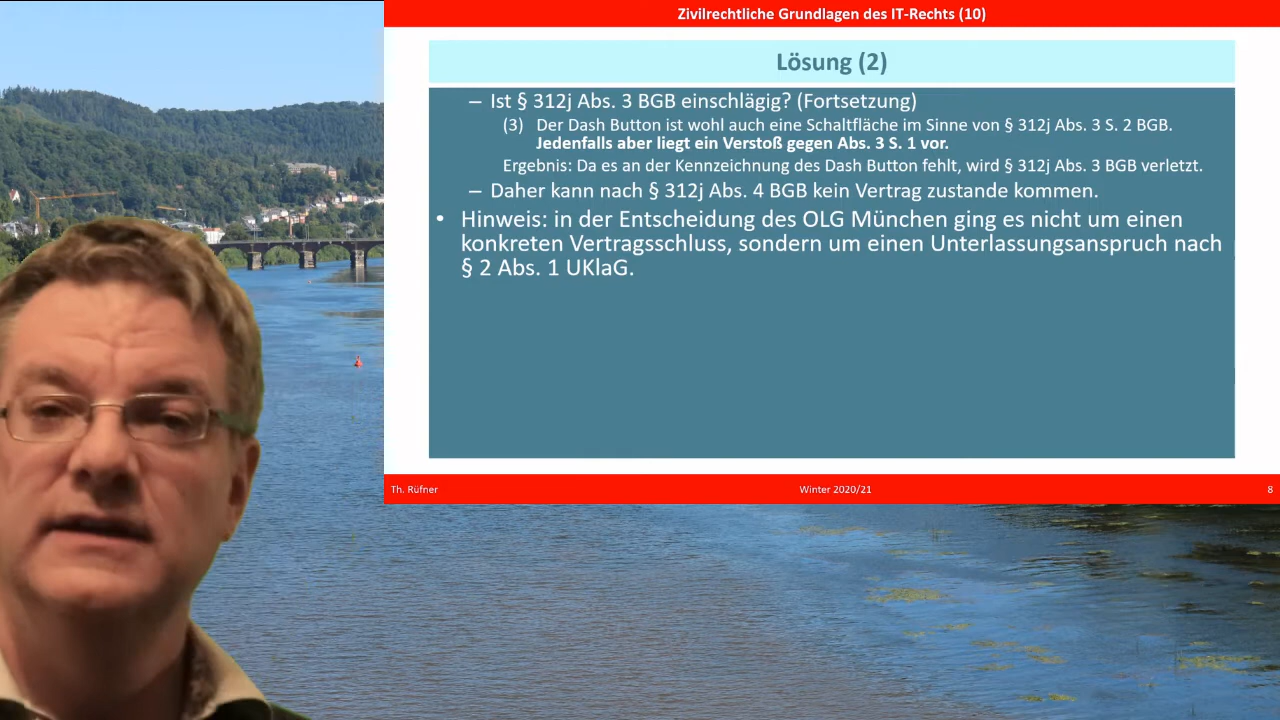 Zivilrechtliche Grundlagen des IT-Rechts (10)
Lösung (2)
– Ist § 312j Abs. 3 BGB einschlägig? (Fortsetzung)
(3) Der Dash Button ist wohl auch eine Schaltfläche im Sinne von § 312j Abs. 3 S. 2 BGB.
Jedenfalls aber liegt ein Verstoß gegen Abs. 3 S. 1 vor.
Ergebnis: Da es an der Kennzeichnung des Dash Button fehlt, wird § 312j Abs. 3 BGB verletzt.
– Daher kann nach § 312j Abs. 4 BGB kein Vertrag zustande kommen.
• Hinweis: in der Entscheidung des OLG München ging es nicht um einen
konkreten Vertragsschluss, sondern um einen Unterlassungsanspruch nach
§ 2 Abs. 1 UKlaG.
Th. Rüfner
Winter 2020/21
8